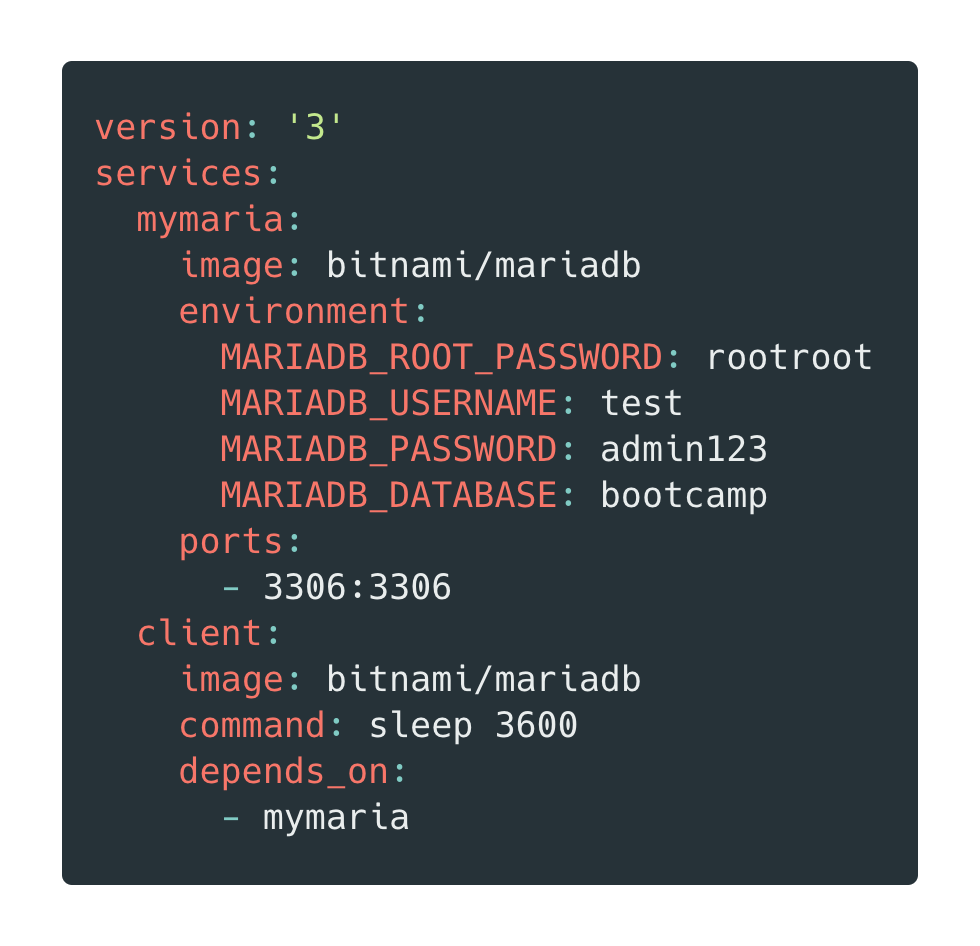 version: '3'
services:
  mymaria:
    image: bitnami/mariadb
    environment:
      MARIADB_ROOT_PASSWORD: rootroot
      MARIADB_USERNAME: test
      MARIADB_PASSWORD: admin123
      MARIADB_DATABASE: bootcamp
    ports:
      - 3306:3306
  client:
    image: bitnami/mariadb
    command: sleep 3600
    depends_on:
      - mymaria